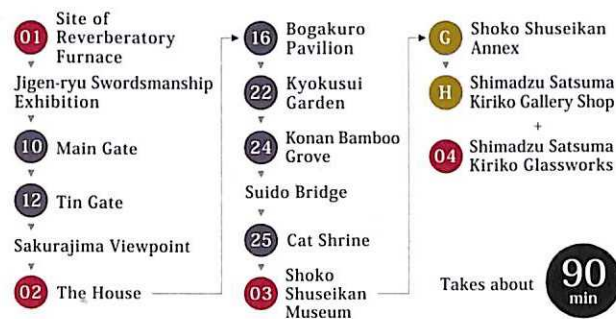 01 Site of
Reverberatory
Furnace
Jigen-ryu Swordsmanship
Exhibition
10 Main Gate
12 Tin Gate
Sakurajima Viewpoint
02 The House
16 Bogakuro
Pavilion
22 Kyokusui
Garden
24 Konan Bamboo
Grove
Suido Bridge
25 Cat Shrine
03 Shoko
Shuseikan
Museum
G Shoko Shuseikan
Annex
H Shimadzu Satsuma
Kiriko Gallery Shop
+
04 Shimadzu Satsuma
Kiriko Glassworks
Takes about 90
min